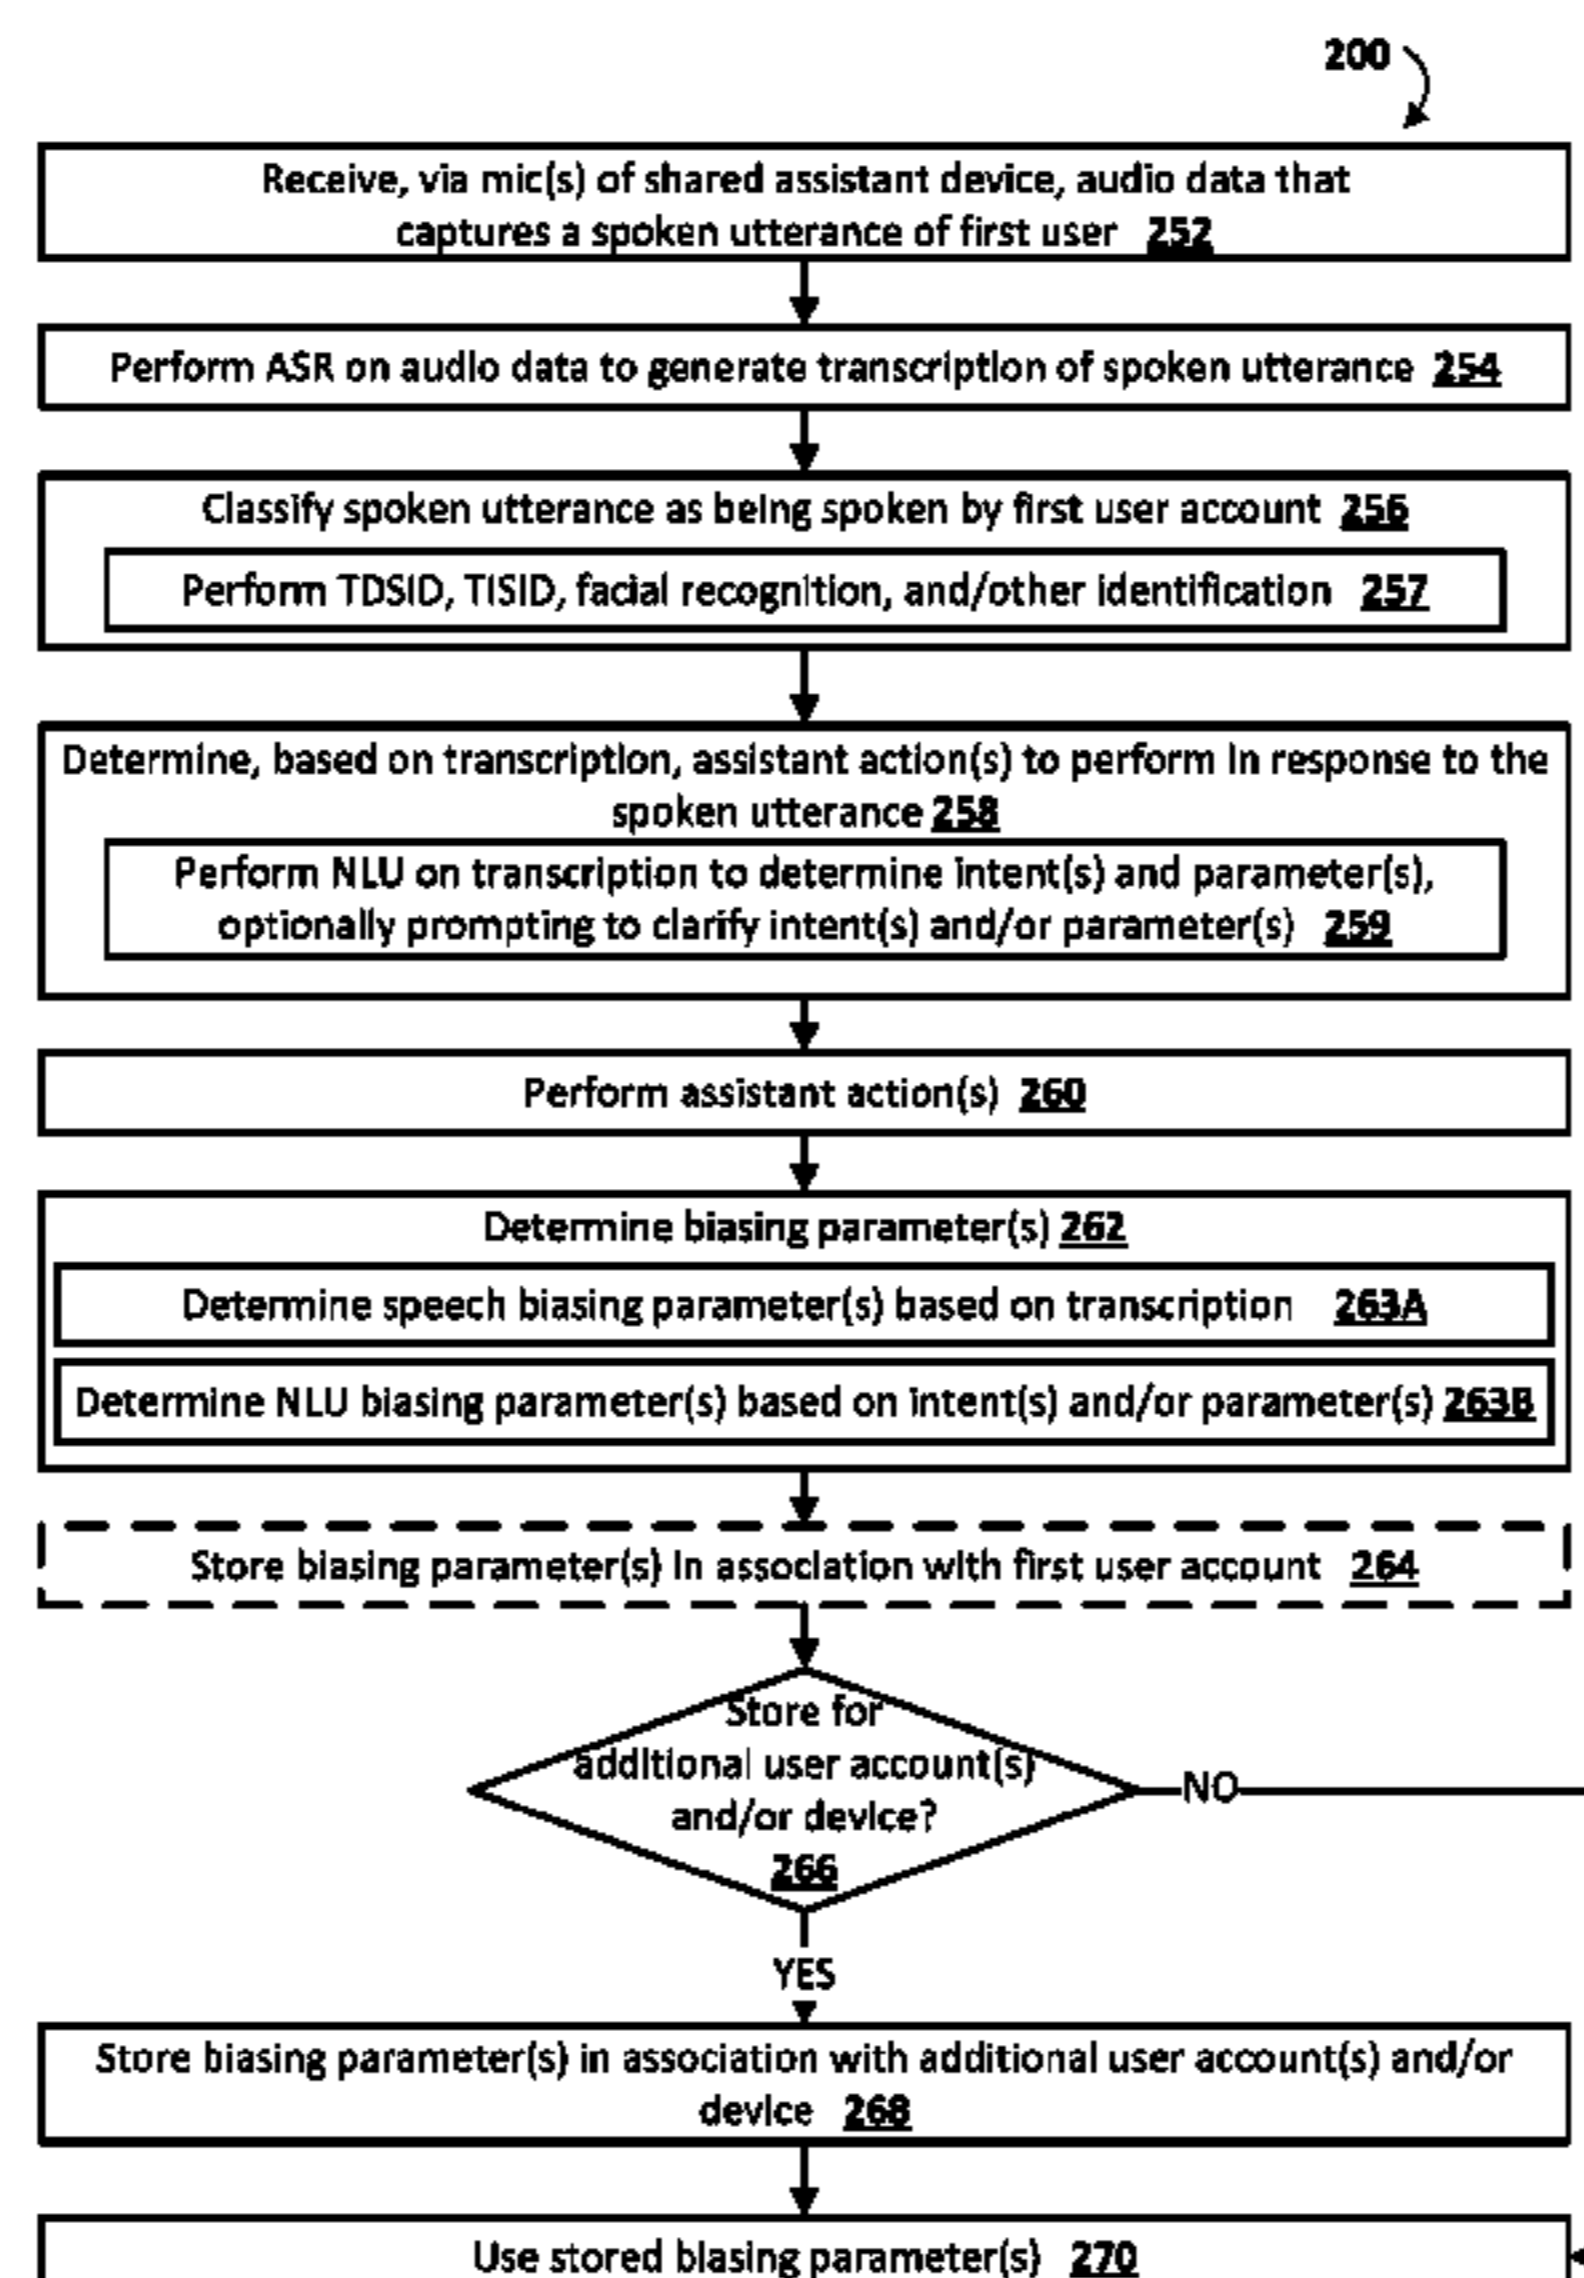 200
Receive, via mic(s) of shared assistant device, audio data that
captures a spoken utterance of first user 252
Perform ASR on audio data to generate transcription of spoken utterance 254
Classify spoken utterance as being spoken by first user account 256
Perform TDSID, TISID, facial recognition, and/other identification 257
Determine, based on transcription, assistant action(s) to perform in response to the
spoken utterance 258
Perform NLU on transcription to determine intent(s) and parameter(s),
optionally prompting to clarify intent(s) and/or parameter(s) 259
Perform assistant action(s) 260
Determine biasing parameter(s) 262
Determine speech biasing parameter(s) based on transcription 263A
Determine NLU biasing parameter(s) based on intent(s) and/or parameter(s) 263B
Store biasing parameter(s) in association with first user account 264
Store for
additional user account(s)
and/or device?
266
NO
YES
Store biasing parameter(s) in association with additional user account(s) and/or
device 268
Use stored biasing parameter(s) 270